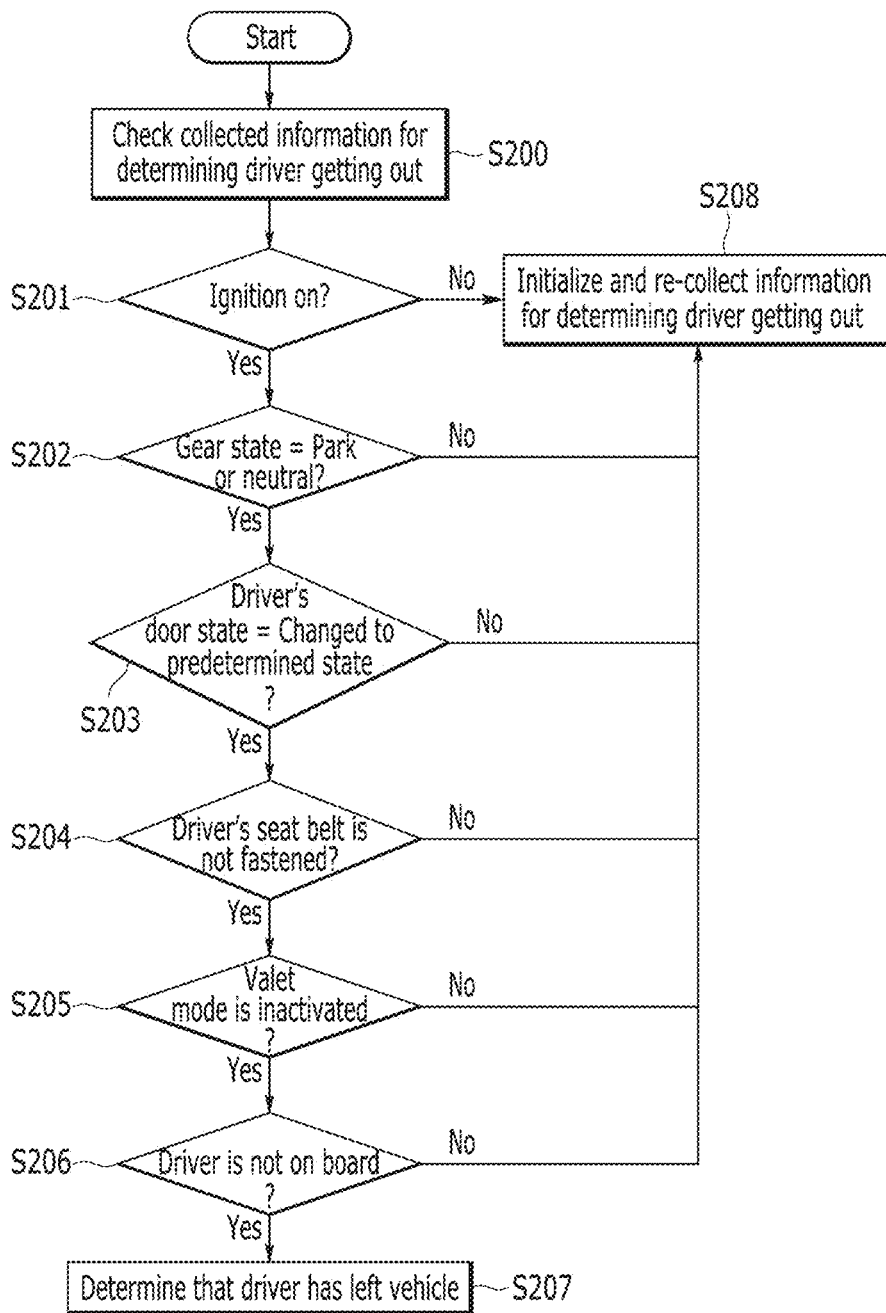 Start
Check collected information for
determining driver getting out
S200
S208
Initialize and re-collect information
for determining driver getting out
S201
Ignition on?
No
Yes
S202
Gear state = Park
or neutral?
No
Yes
Driver's
door state = Changed to
predetermined state
?
No
S203
Yes
S204
Driver's seat belt is
not fastened?
No
Yes
S205
Valet
mode is inactivated
?
No
Yes
S206
Driver is not on board
?
No
Yes
Determine that driver has left vehicle
S207